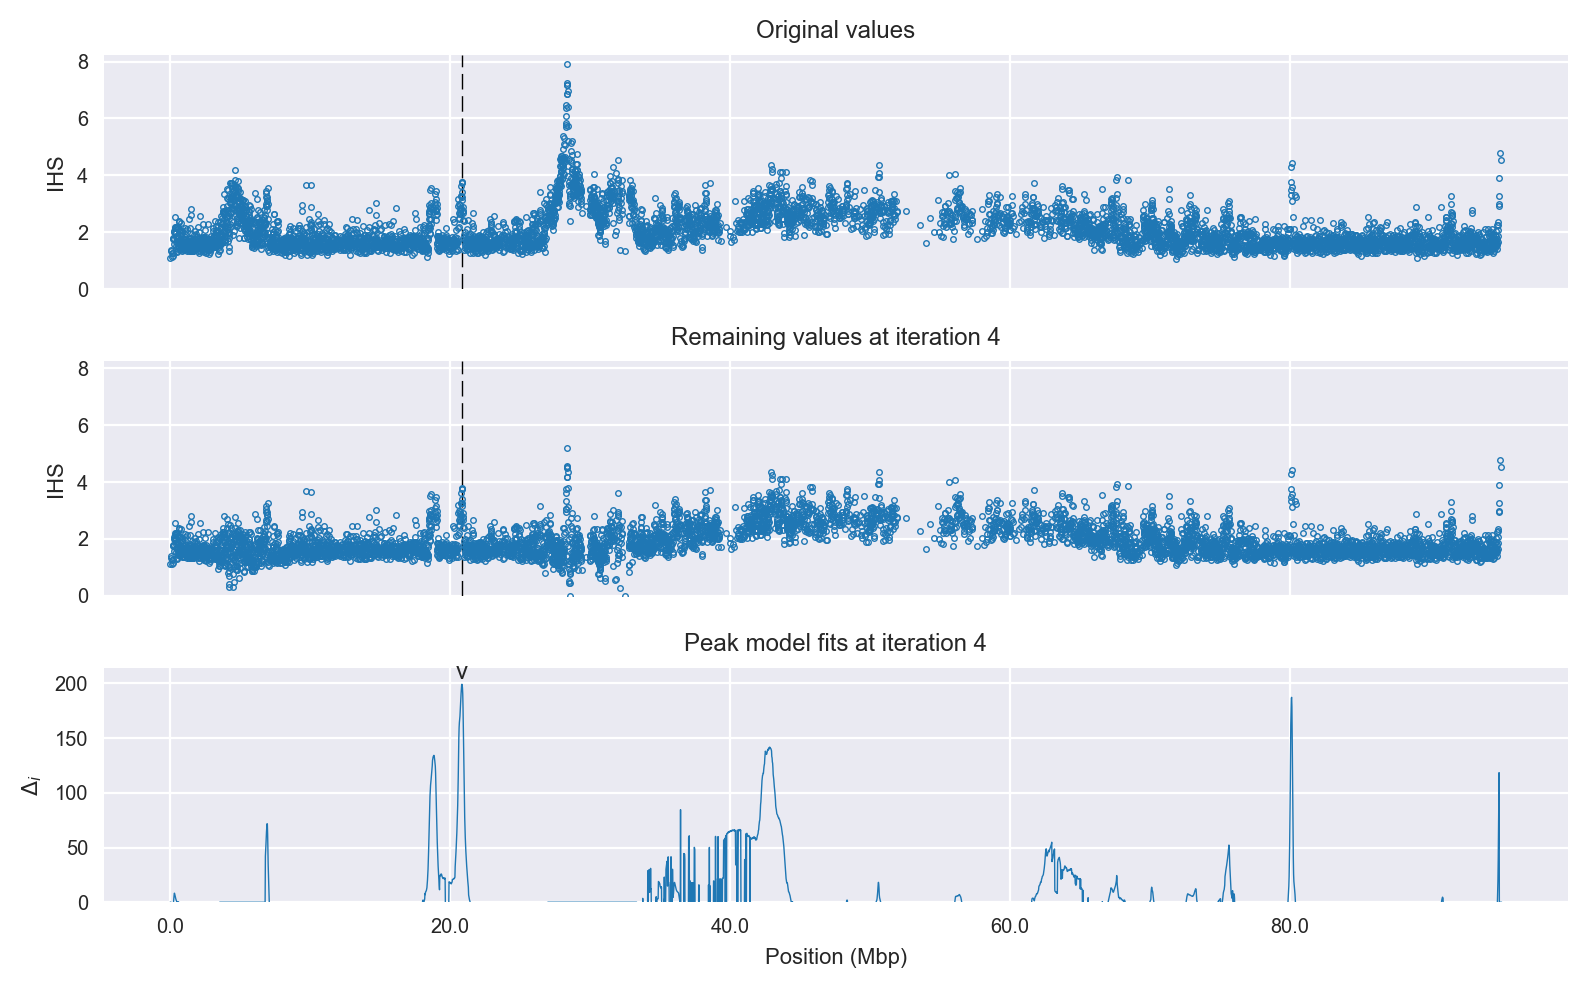 Original values
8
6
4
2
0
IHS
Remaining values at iteration 4
8
6
4
2
0
IHS
Peak model fits at iteration 4
v
200
150
100
50
0
Δi
0.0 20.0 40.0 60.0 80.0
Position (Mbp)